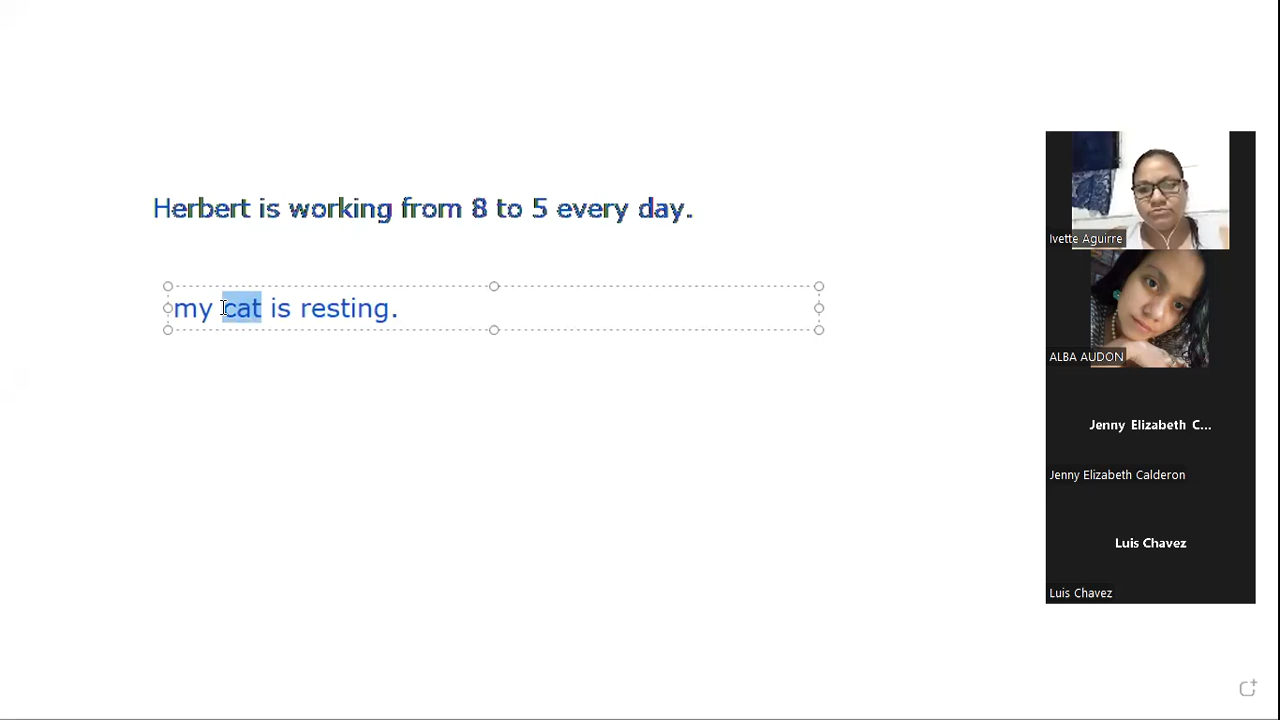 Herbert is working from 8 to 5 every day.
my cat is resting.
Ivette Aguirre
ALBA AUDON
Jenny Elizabeth C...
Jenny Elizabeth Calderon
Luis Chavez
Luis Chavez